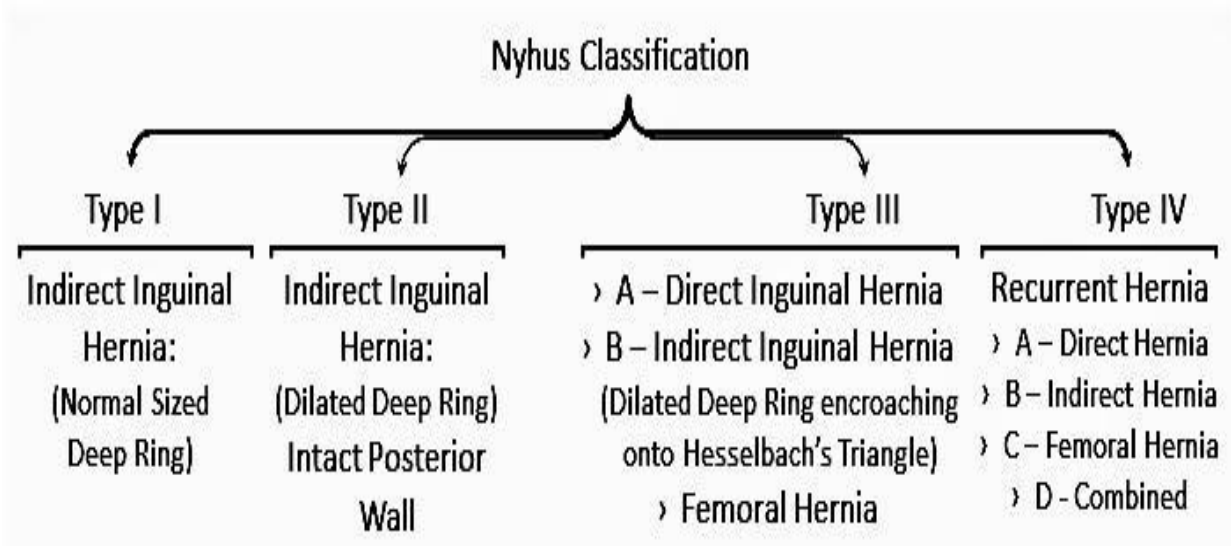 Nyhus Classification
Type I
Indirect Inguinal
Hernia:
(Normal Sized
Deep Ring)
Type II
Indirect Inguinal
Hernia:
(Dilated Deep Ring)
Intact Posterior
Wall
Type III
› A – Direct Inguinal Hernia
› B – Indirect Inguinal Hernia
(Dilated Deep Ring encroaching
onto Hesselbach's Triangle)
› Femoral Hernia
Type IV
Recurrent Hernia
› A – Direct Hernia
› B – Indirect Hernia
› C – Femoral Hernia
› D - Combined